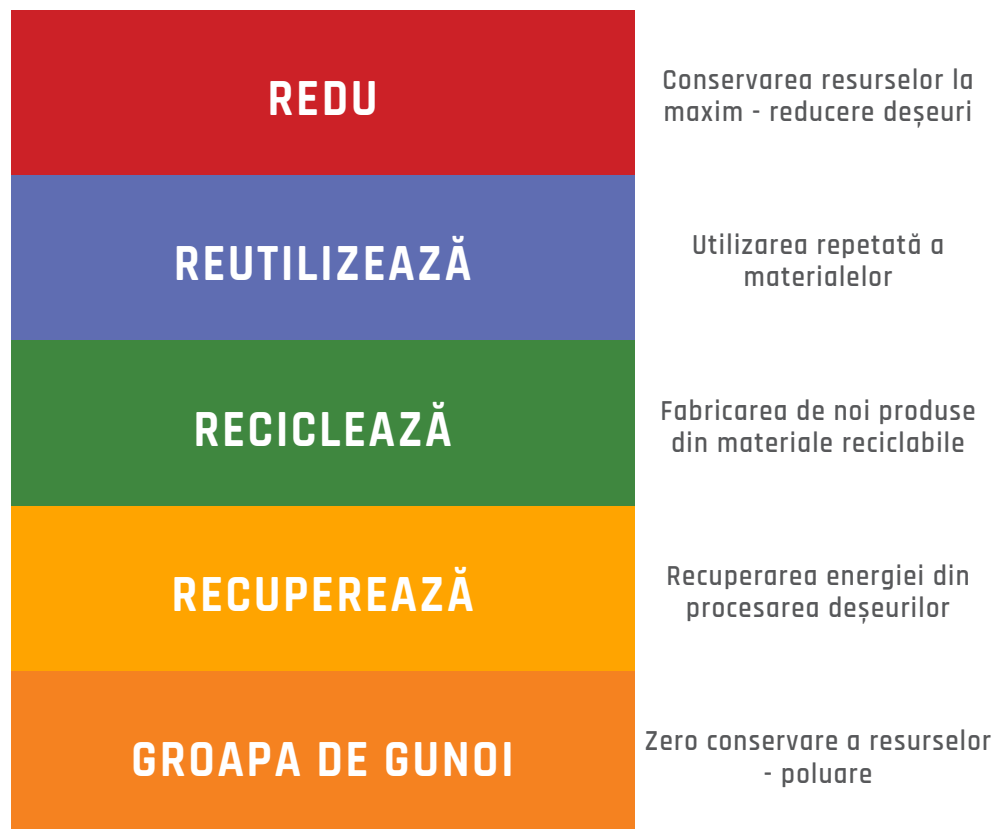 REDU
Conservarea resurselor la
maxim - reducere deșeuri
REUTILIZEAZĂ
Utilizarea repetată a
materialelor
RECICLEAZĂ
Fabricarea de noi produse
din materiale reciclabile
RECUPEREAZĂ
Recuperarea energiei din
procesarea deșeurilor
GROAPA DE GUNOI
Zero conservare a resurselor
- poluare